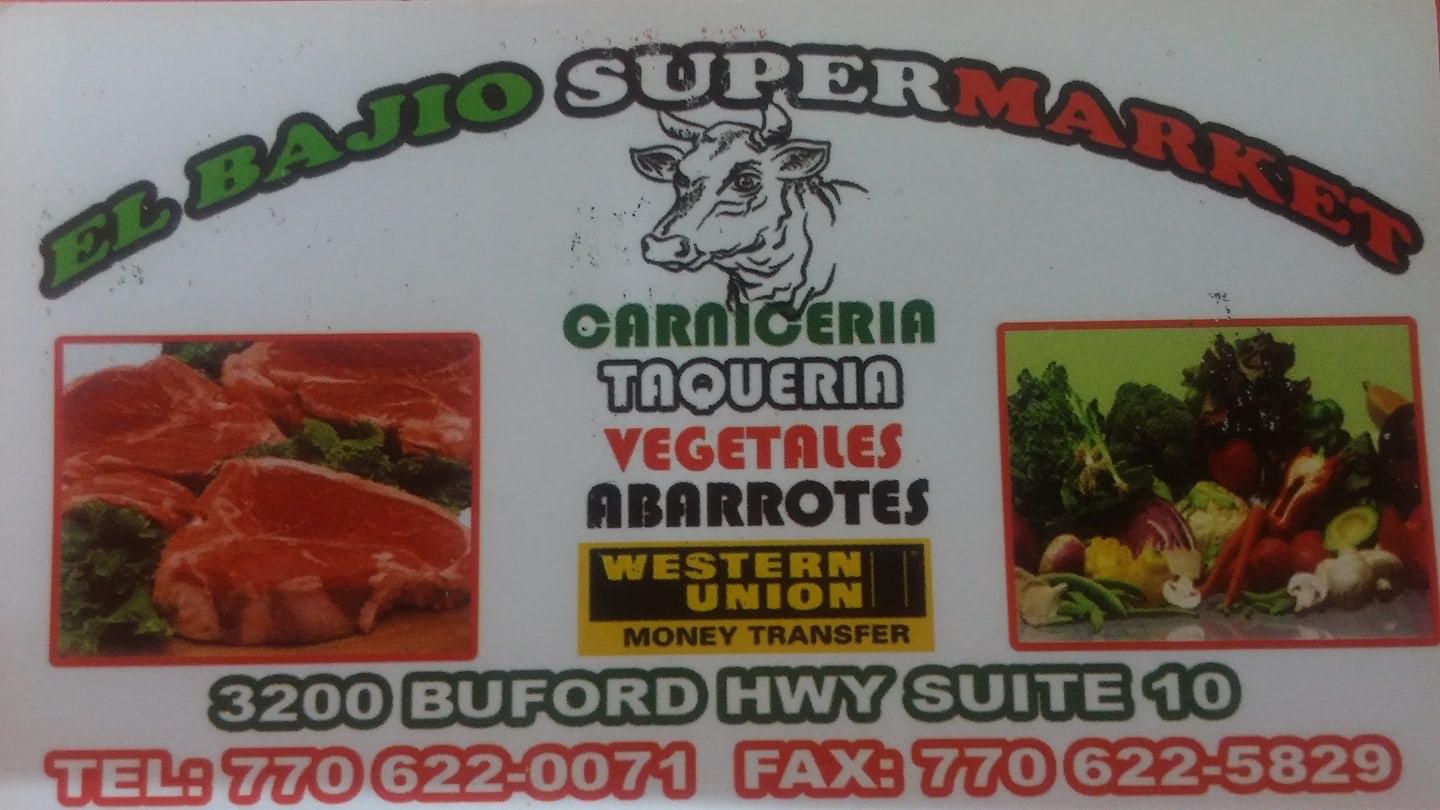 EL BAJIO SUPERMARKET
CARNICERIA
TAQUERIA
VEGETALES
ABARROTES
WESTERN
UNION
MONEY TRANSFER
3200 BUFORD HWY SUITE 10
TEL: 770 622-0071 FAX: 770 622-5829